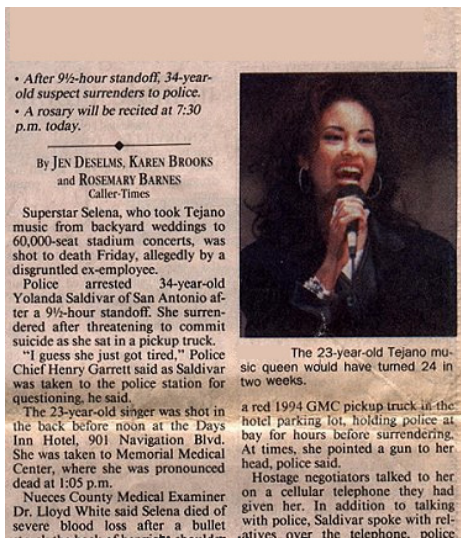 • After 9½-hour standoff, 34-year-
old suspect surrenders to police.
• A rosary will be recited at 7:30
p.m. today.
By JEN DESELMS, KAREN BROOKS
and ROSEMARY BARNES
Caller-Times
Superstar Selena, who took Tejano
music from backyard weddings to
60,000-seat stadium concerts, was
shot to death Friday, allegedly by a
disgruntled ex-employee.
Police arrested 34-year-old
Yolanda Saldivar of San Antonio af-
ter a 9½-hour standoff. She surren-
dered after threatening to commit
suicide as she sat in a pickup truck.
"I guess she just got tired," Police
Chief Henry Garrett said as Saldivar
was taken to the police station for
questioning, he said.
The 23-year-old singer was shot in
the back before noon at the Days
Inn Hotel, 901 Navigation Blvd.
She was taken to Memorial Medical
Center, where she was pronounced
dead at 1:05 p.m.
Nueces County Medical Examiner
Dr. Lloyd White said Selena died of
severe blood loss after a bullet
The 23-year-old Tejano mu-
sic queen would have turned 24 in
two weeks.
a red 1994 GMC pickup truck in the
hotel parking lot, holding police at
bay for hours before surrendering.
At times, she pointed a gun to her
head, police said.
Hostage negotiators talked to her
on a cellular telephone they had
given her. In addition to talking
with police, Saldivar spoke with rel-
atives over the telephone, police